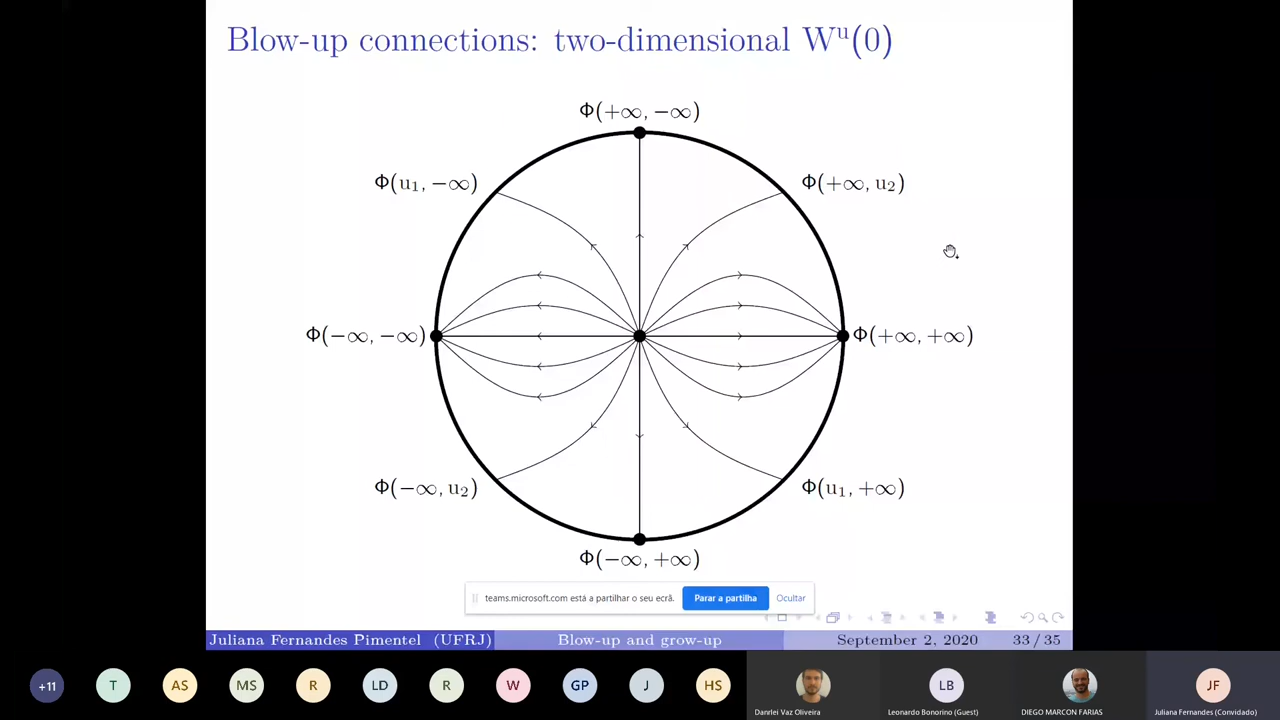 Blow-up connections: two-dimensional Wᵘ(0)
Φ(+∞, −∞)
Φ(u₁, −∞)
Φ(+∞, u₂)
Φ(−∞, −∞)
Φ(+∞, +∞)
Φ(−∞, u₂)
Φ(u₁, +∞)
Φ(−∞, +∞)
teams.microsoft.com está a partilhar o seu ecrã. Parar a partilha Ocultar
Juliana Fernandes Pimentel (UFRJ) Blow-up and grow-up September 2, 2020 33 / 35
+11 T AS MS R LD R W GP J HS LB JF
Danrlei Vaz Oliveira Leonardo Bonorino (Guest) DIEGO MARCON FARIAS Juliana Fernandes (Convidado)